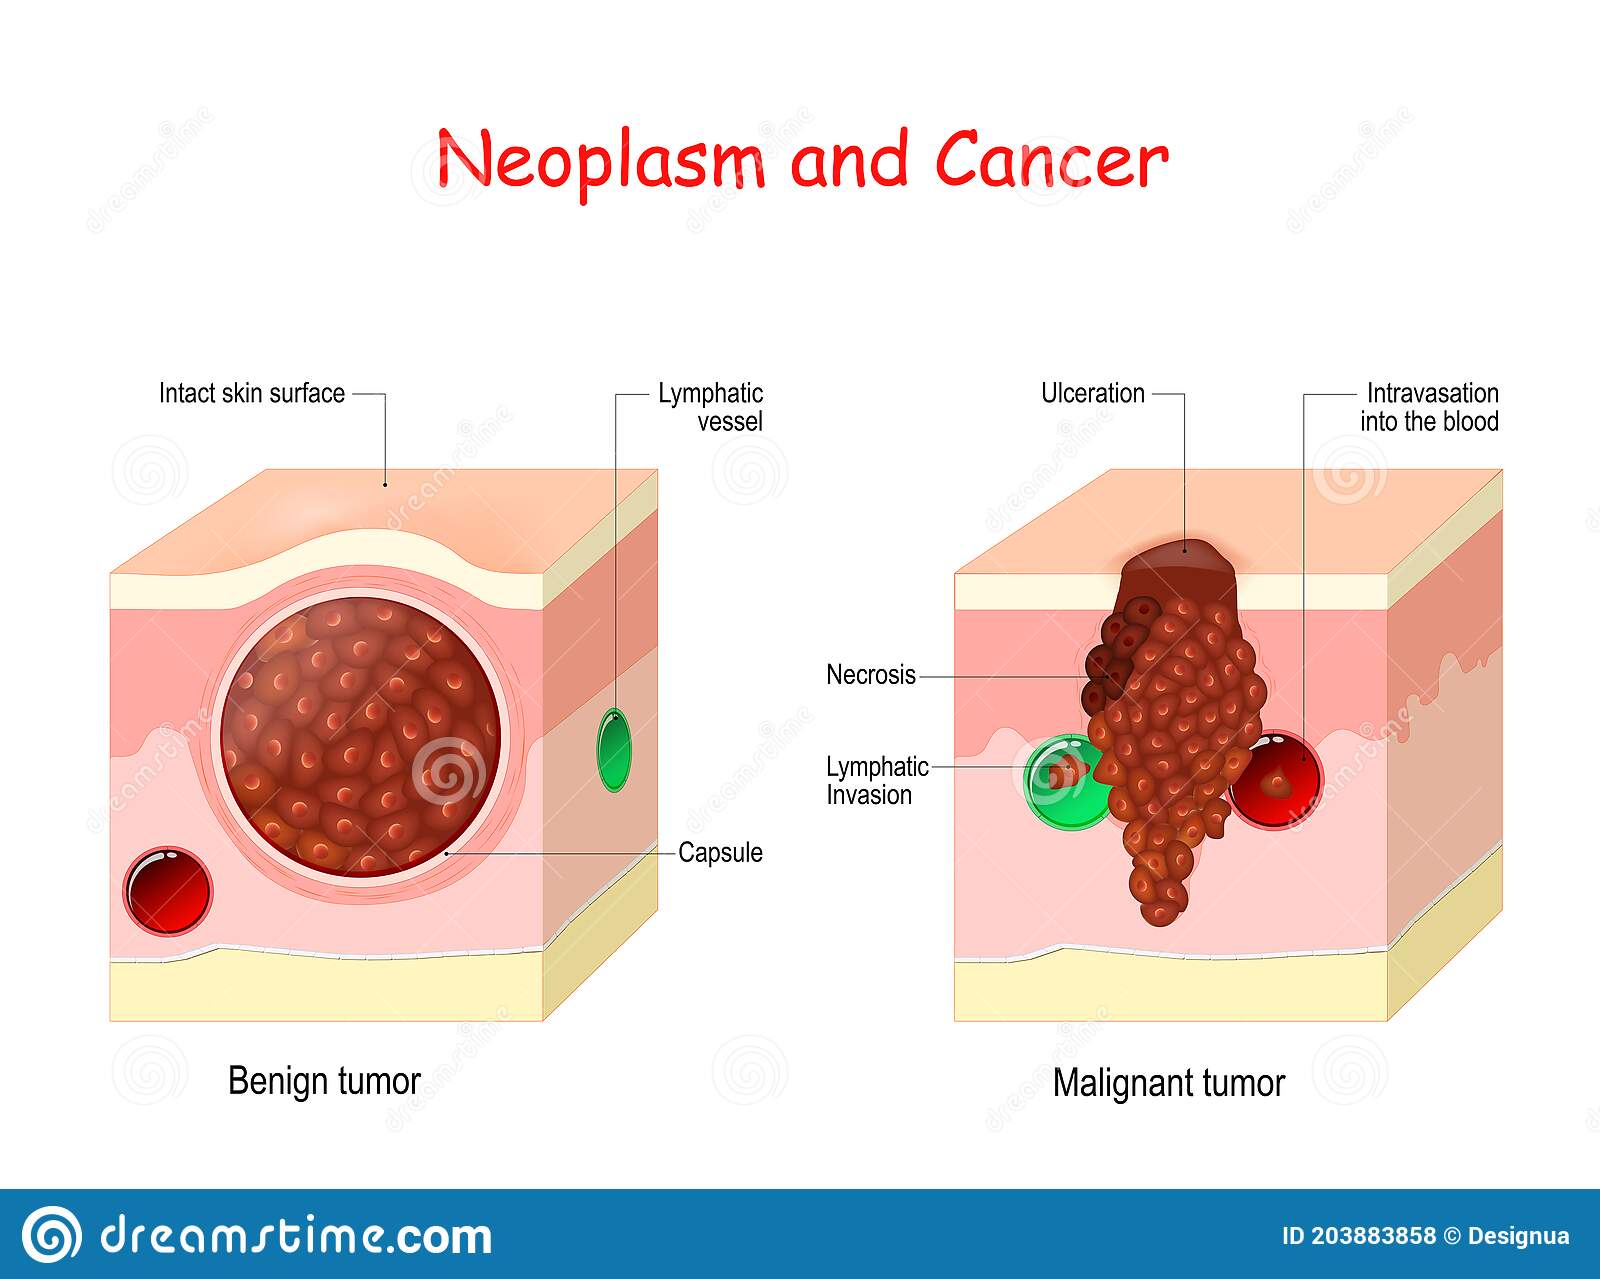 Neoplasm and Cancer
Intact skin surface
Lymphatic
vessel
Capsule
Benign tumor
Ulceration
Intravasation
into the blood
Necrosis
Lymphatic
Invasion
Malignant tumor
dreamstime.com
ID 203883858 © Designua